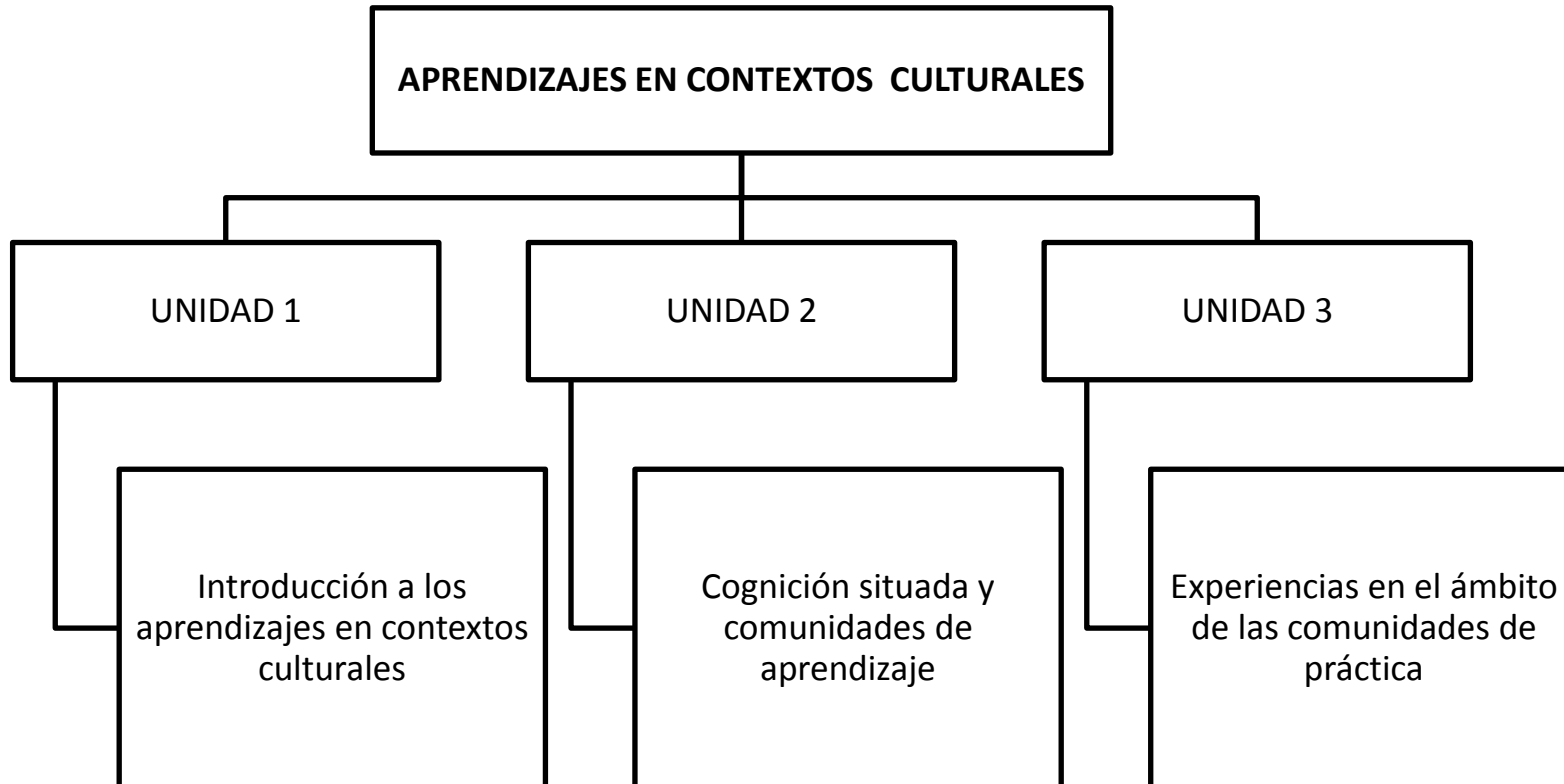 APRENDIZAJES EN CONTEXTOS CULTURALES
UNIDAD 1
UNIDAD 2
UNIDAD 3
Introducción a los
aprendizajes en contextos
culturales
Cognición situada y
comunidades de
aprendizaje
Experiencias en el ámbito
de las comunidades de
práctica